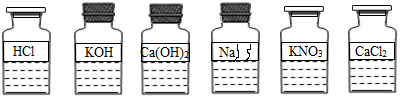 HCl
KOH
Ca(OH)₂
Na
KNO₃
CaCl₂